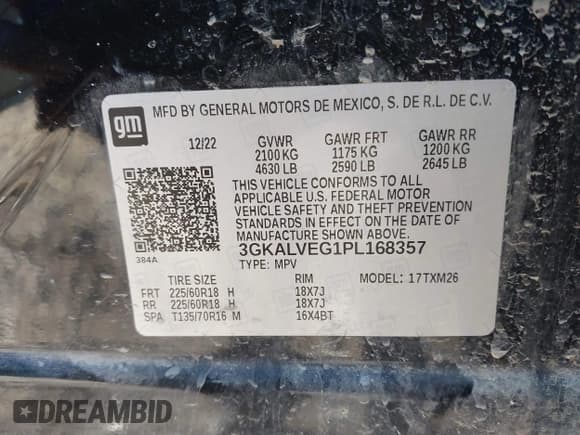 gm
MFD BY GENERAL MOTORS DE MEXICO, S. DE R.L. DE C.V.
12/22 GVWR GAWR FRT GAWR RR
2100 KG 1175 KG 1200 KG
4630 LB 2590 LB 2645 LB
THIS VEHICLE CONFORMS TO ALL
APPLICABLE U.S. FEDERAL MOTOR
VEHICLE SAFETY AND THEFT PREVENTION
STANDARDS IN EFFECT ON THE DATE OF
MANUFACTURE SHOWN ABOVE.
384A
3GKALVEG1PL168357
TYPE: MPV
TIRE SIZE RIM MODEL: 17TXM26
FRT 225/60R18 H 18X7J
RR 225/60R18 H 18X7J
SPA T135/70R16 M 16X4BT
DREAMBID